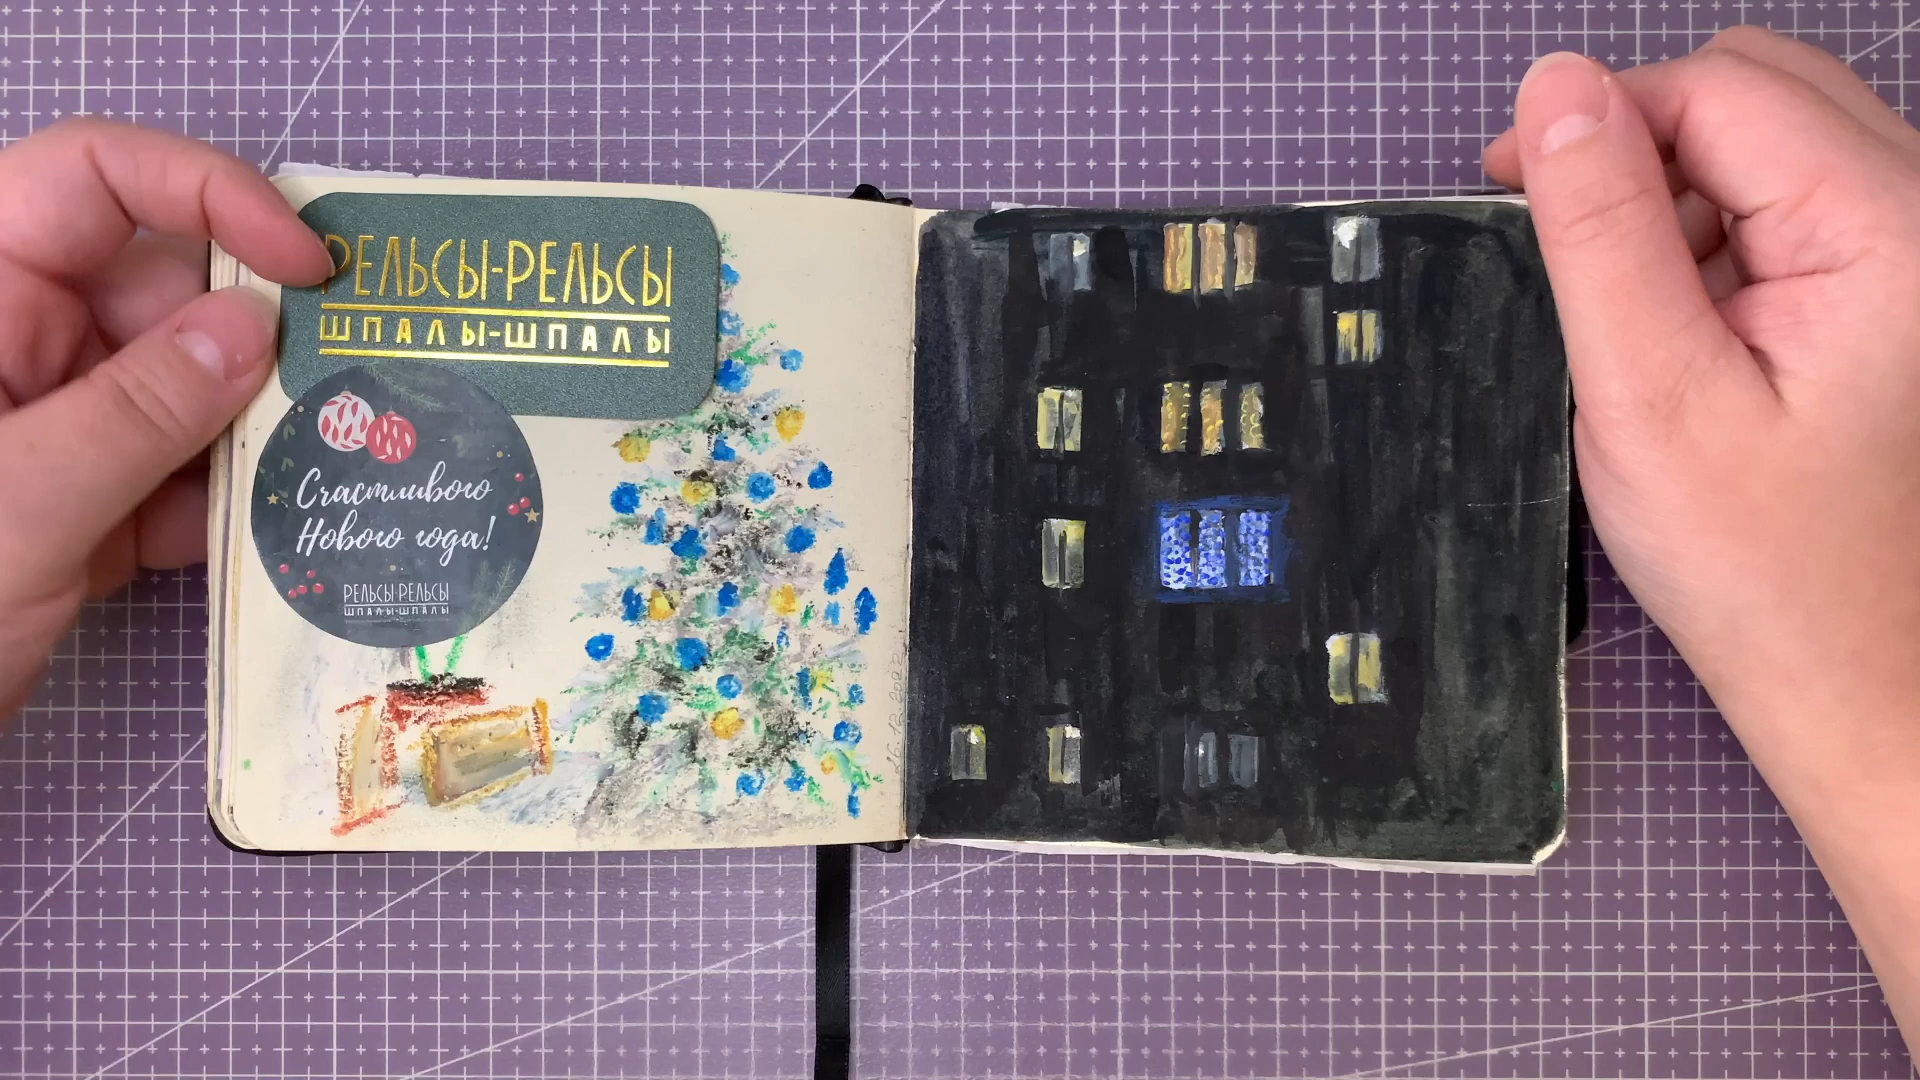 РЕЛЬСЫ-РЕЛЬСЫ
ШПАЛЫ-ШПАЛЫ
Счастливого
Нового года!
РЕЛЬСЫ-РЕЛЬСЫ
ШПАЛЫ-ШПАЛЫ